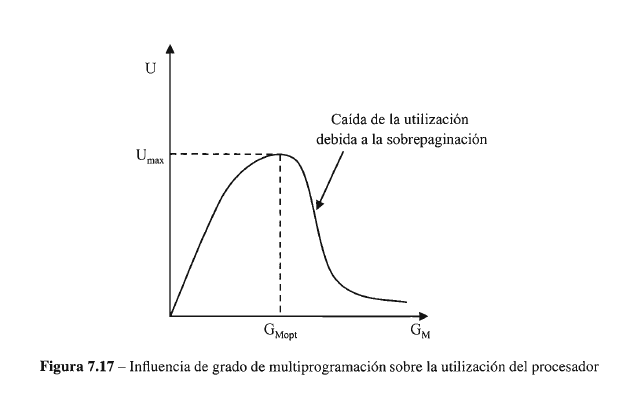 U
Caída de la utilización
debida a la sobrepaginación
Umax
GMopt
GM
Figura 7.17 – Influencia de grado de multiprogramación sobre la utilización del procesador